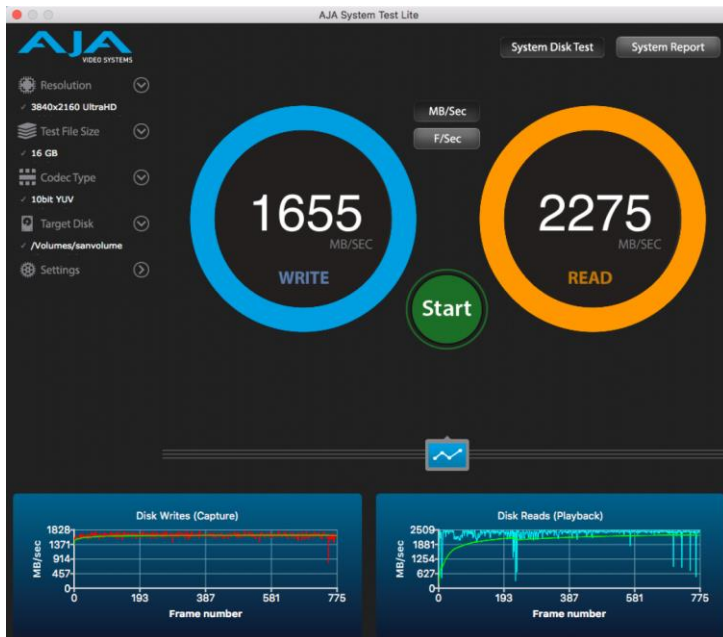 AJA System Test Lite
AJA
VIDEO SYSTEMS
System Disk Test
System Report
Resolution
✓ 3840x2160 UltraHD
Test File Size
✓ 16 GB
Codec Type
✓ 10bit YUV
Target Disk
✓ /Volumes/sanvolume
Settings
MB/Sec
F/Sec
1655
MB/SEC
WRITE
2275
MB/SEC
READ
Start
Disk Writes (Capture)
MB/sec
1828
1371
914
457
0
0 193 387 581 775
Frame number
Disk Reads (Playback)
MB/sec
2509
1881
1254
627
0
0 193 387 581 775
Frame number